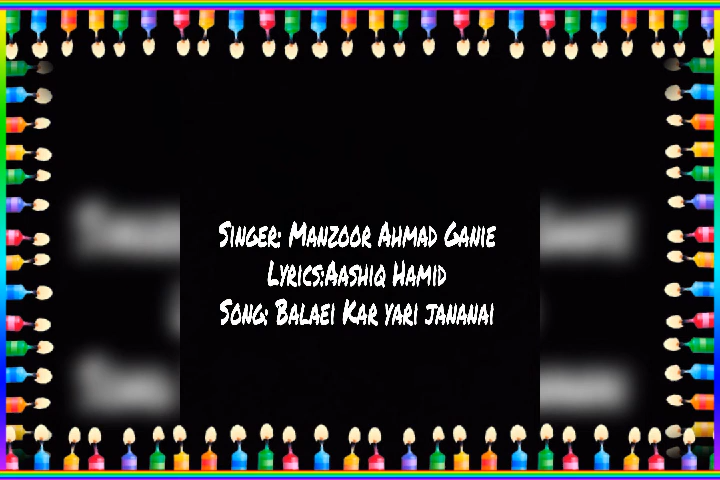 Singer: Manzoor Ahmad Ganie
Lyrics:Aashiq Hamid
Song: Balaei Kar yari jananai